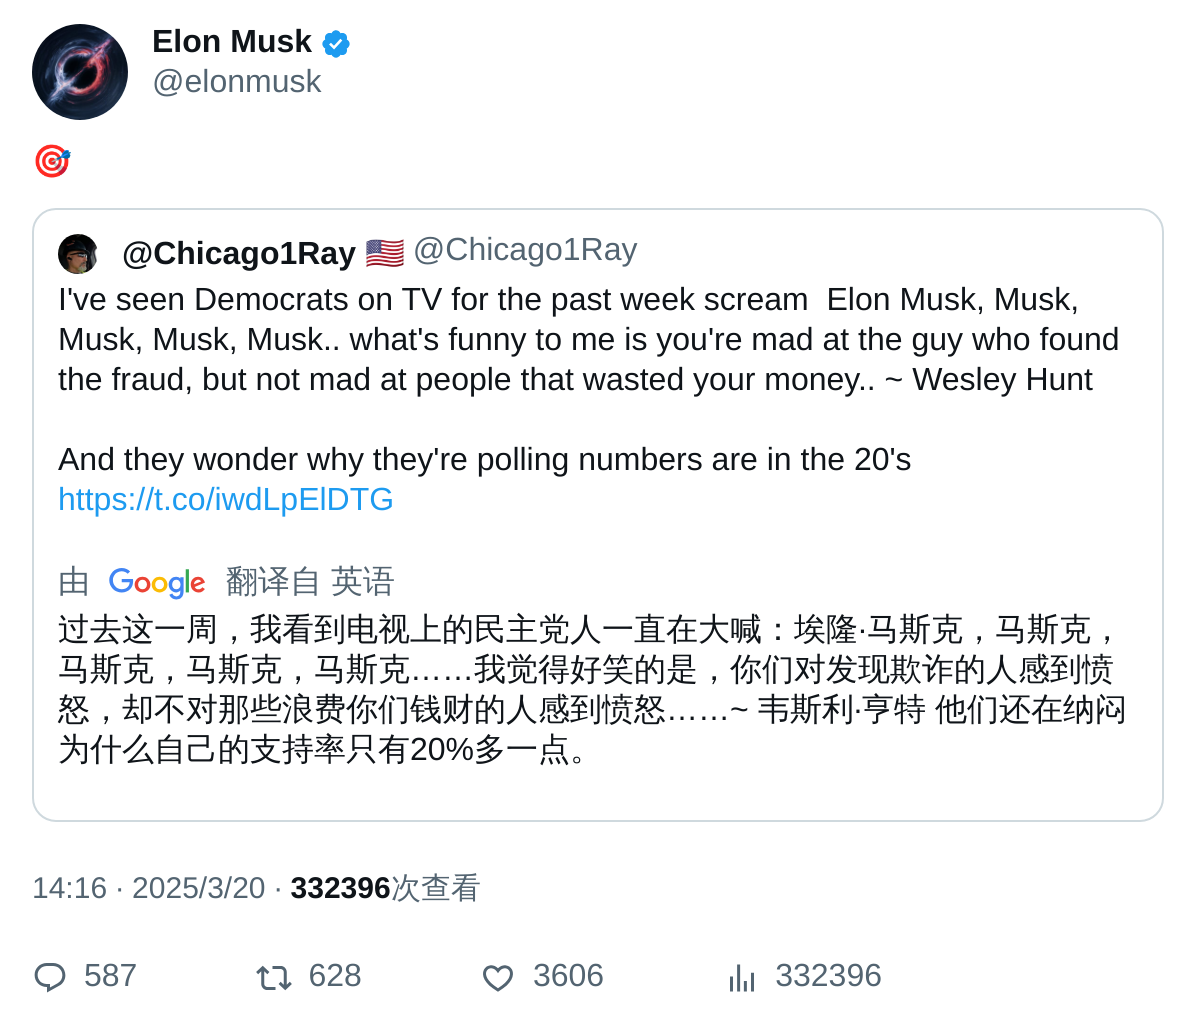 Elon Musk
@elonmusk
🎯
@Chicago1Ray 🇺🇸 @Chicago1Ray
I've seen Democrats on TV for the past week scream  Elon Musk, Musk,
Musk, Musk, Musk.. what's funny to me is you're mad at the guy who found
the fraud, but not mad at people that wasted your money.. ~ Wesley Hunt
And they wonder why they're polling numbers are in the 20's
https://t.co/iwdLpElDTG
由 Google 翻译自 英语
过去这一周，我看到电视上的民主党人一直在大喊：埃隆·马斯克，马斯克，
马斯克，马斯克，马斯克……我觉得好笑的是，你们对发现欺诈的人感到愤
怒，却不对那些浪费你们钱财的人感到愤怒……~ 韦斯利·亨特 他们还在纳闷
为什么自己的支持率只有20%多一点。
14:16 · 2025/3/20 · 332396次查看
587 628 3606 332396